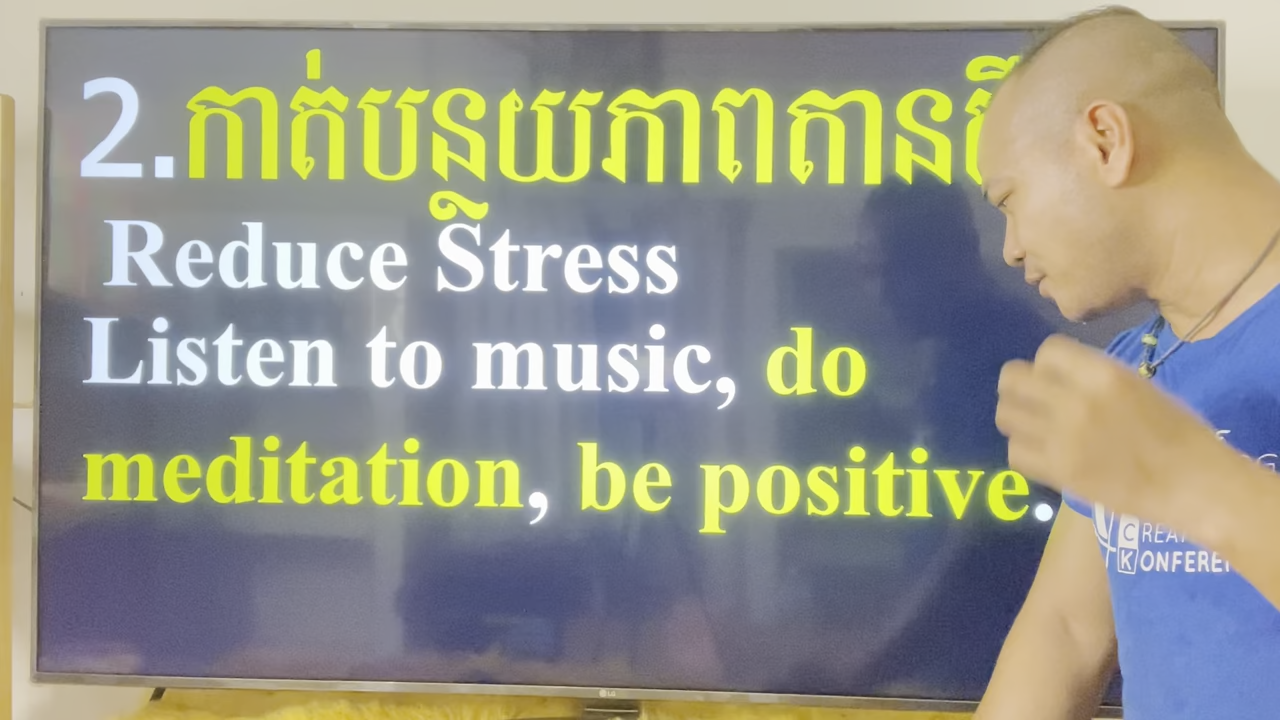 2.កាត់បន្ថយភាពតាន
Reduce Stress
Listen to music, do
meditation, be positive.
LG